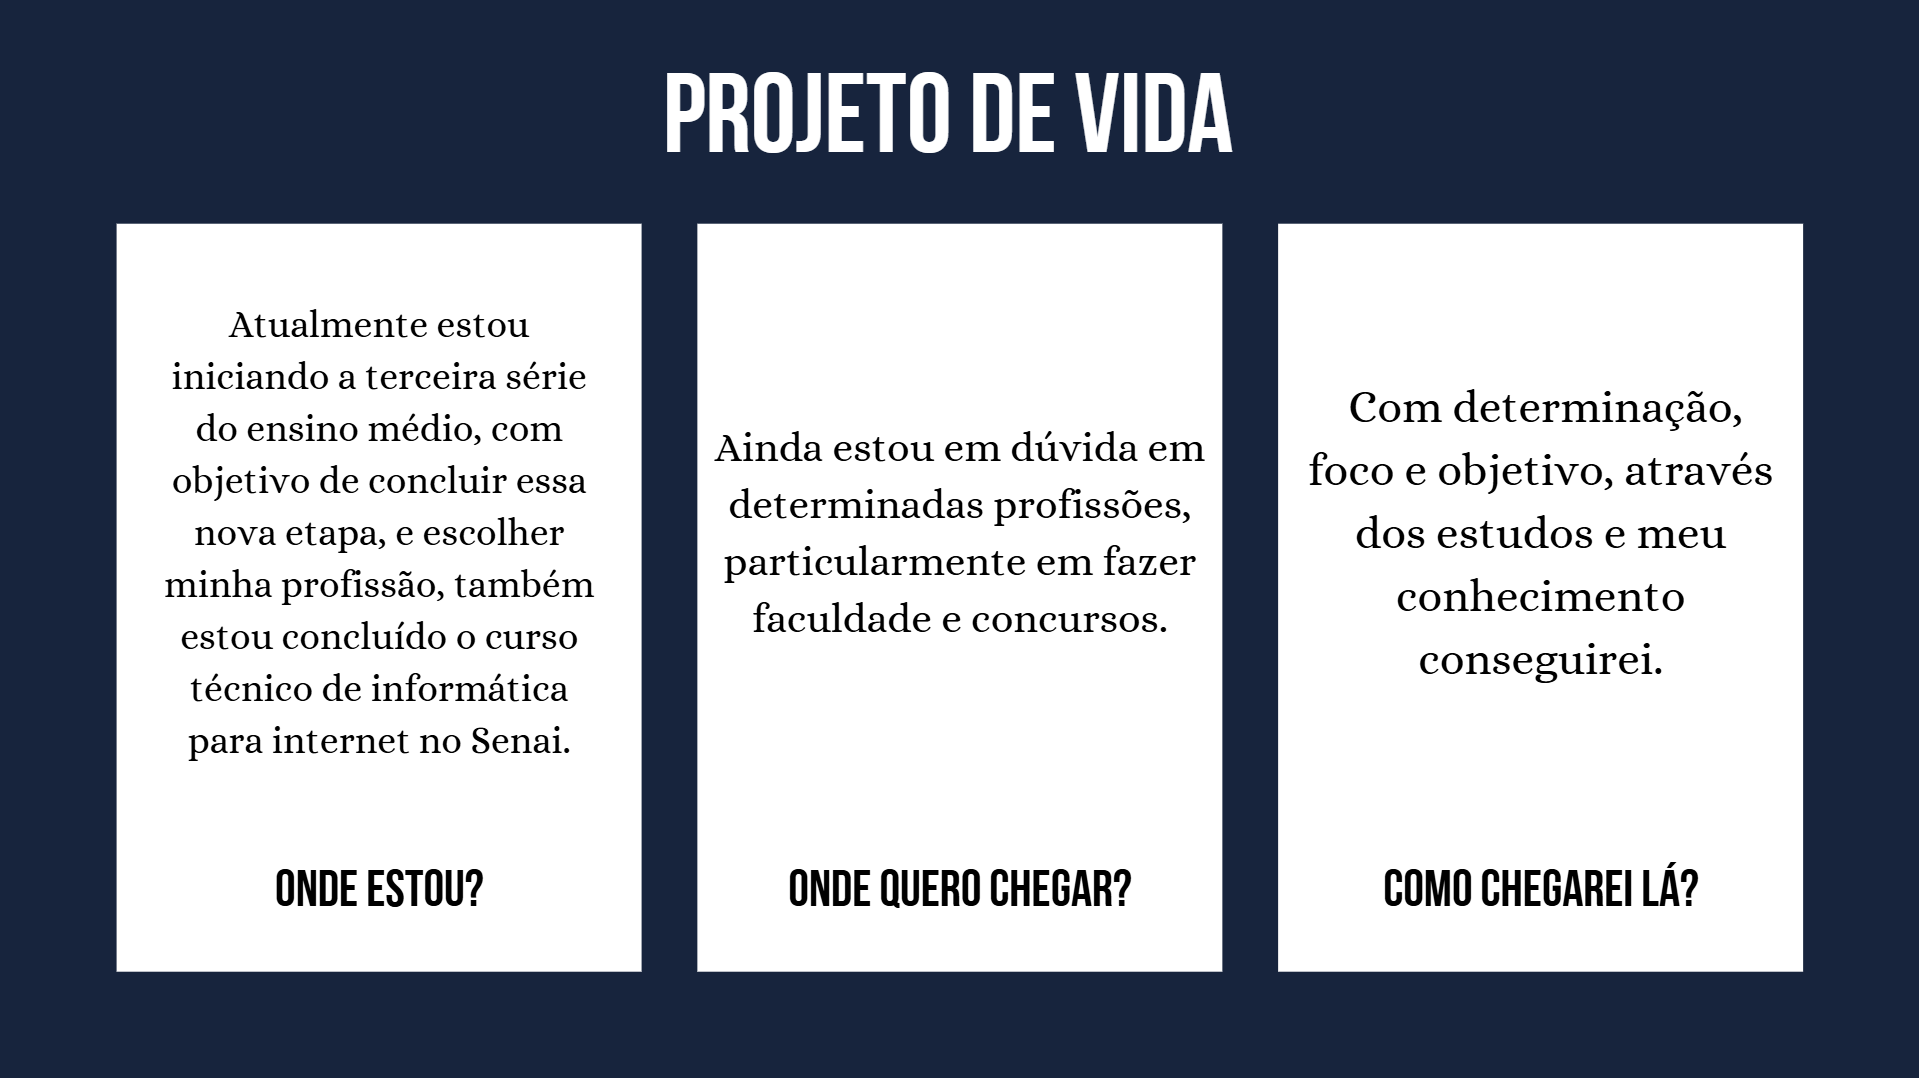 PROJETO DE VIDA
Atualmente estou
iniciando a terceira série
do ensino médio, com
objetivo de concluir essa
nova etapa, e escolher
minha profissão, também
estou concluído o curso
técnico de informática
para internet no Senai.
ONDE ESTOU?
Ainda estou em dúvida em
determinadas profissões,
particularmente em fazer
faculdade e concursos.
ONDE QUERO CHEGAR?
Com determinação,
foco e objetivo, através
dos estudos e meu
conhecimento
conseguirei.
COMO CHEGAREI LÁ?